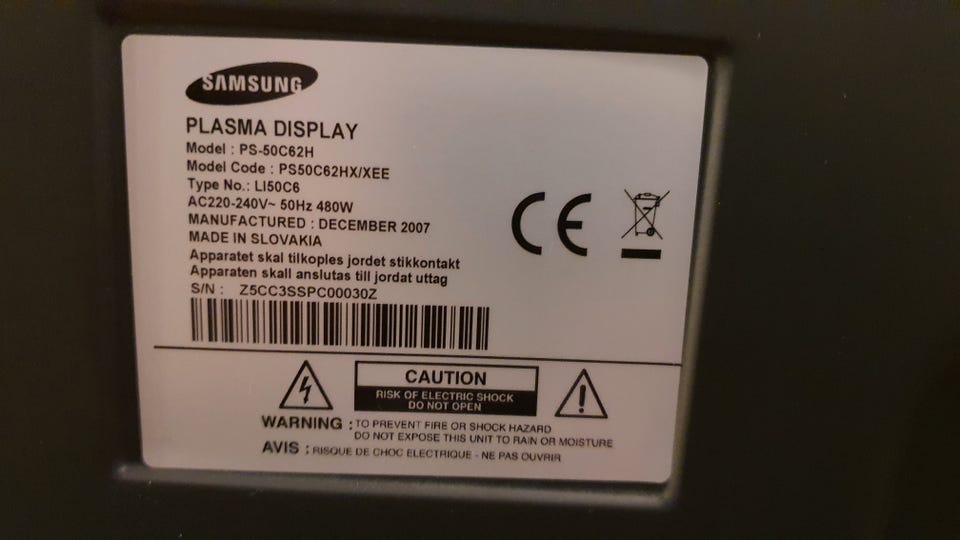 SAMSUNG
PLASMA DISPLAY
Model : PS-50C62H
Model Code : PS50C62HX/XEE
Type No.: LI50C6
AC220-240V~ 50Hz 480W
MANUFACTURED : DECEMBER 2007
MADE IN SLOVAKIA
Apparatet skal tilkoples jordet stikkontakt
Apparaten skall anslutas till jordat uttag
S/N : Z5CC3SSPC00030Z
CE
CAUTION
RISK OF ELECTRIC SHOCK
DO NOT OPEN
WARNING : TO PREVENT FIRE OR SHOCK HAZARD
DO NOT EXPOSE THIS UNIT TO RAIN OR MOISTURE
AVIS : RISQUE DE CHOC ELECTRIQUE - NE PAS OUVRIR